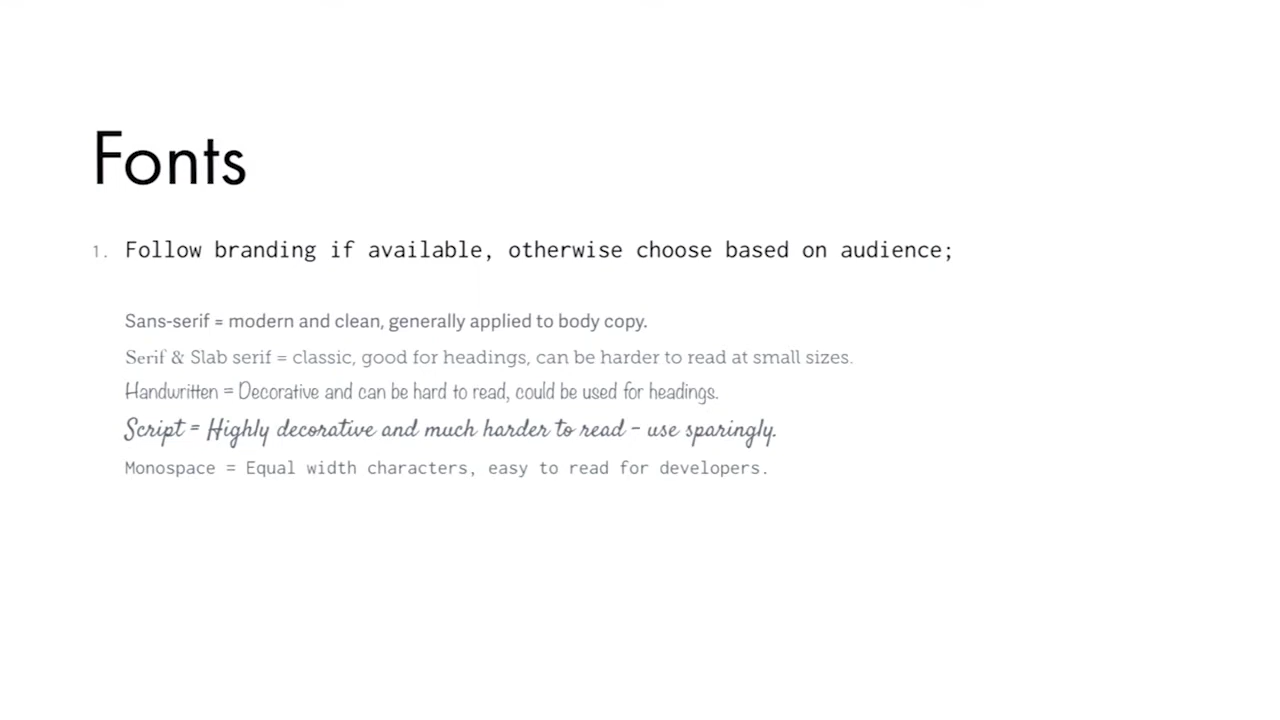 Fonts
1. Follow branding if available, otherwise choose based on audience;
Sans-serif = modern and clean, generally applied to body copy.
Serif & Slab serif = classic, good for headings, can be harder to read at small sizes.
Handwritten = Decorative and can be hard to read, could be used for headings.
Script = Highly decorative and much harder to read - use sparingly.
Monospace = Equal width characters, easy to read for developers.